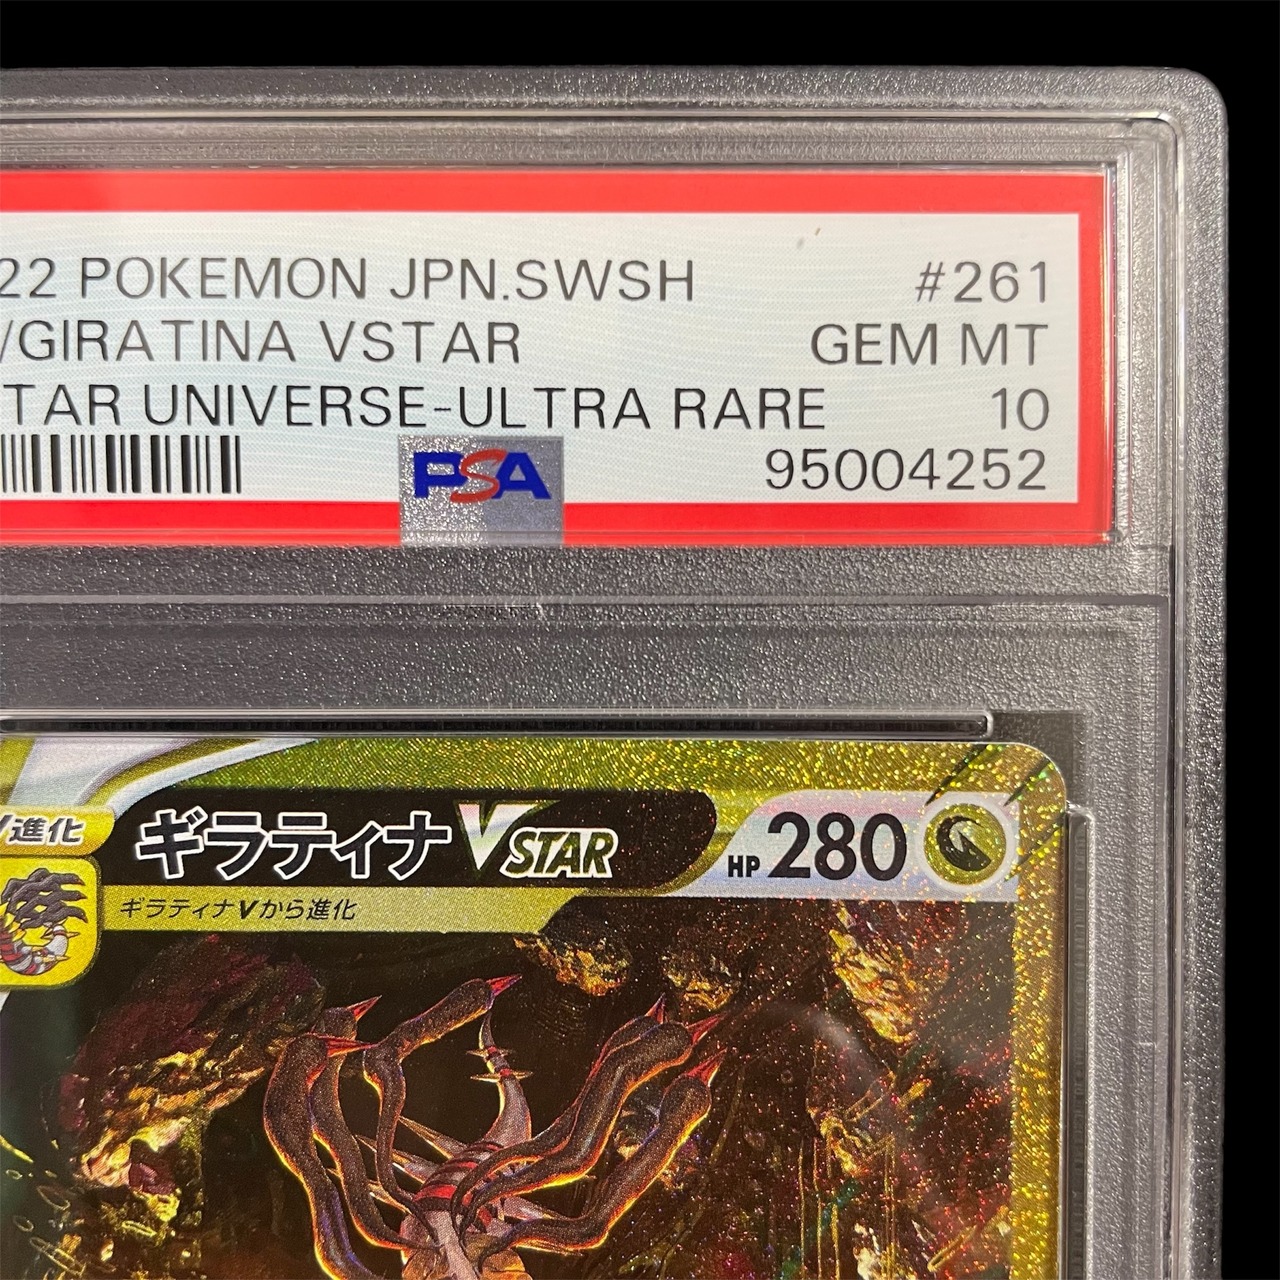 22 POKEMON JPN.SWSH #261
/GIRATINA VSTAR GEM MT
TAR UNIVERSE-ULTRA RARE 10
PSA 95004252
進化 ギラティナVSTAR HP 280
ギラティナVから進化